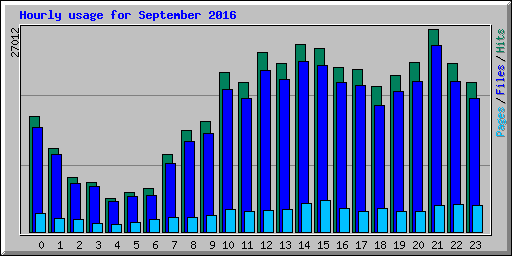 Hourly usage for September 2016
27012
Pages/Files/Hits
0 1 2 3 4 5 6 7 8 9 10 11 12 13 14 15 16 17 18 19 20 21 22 23